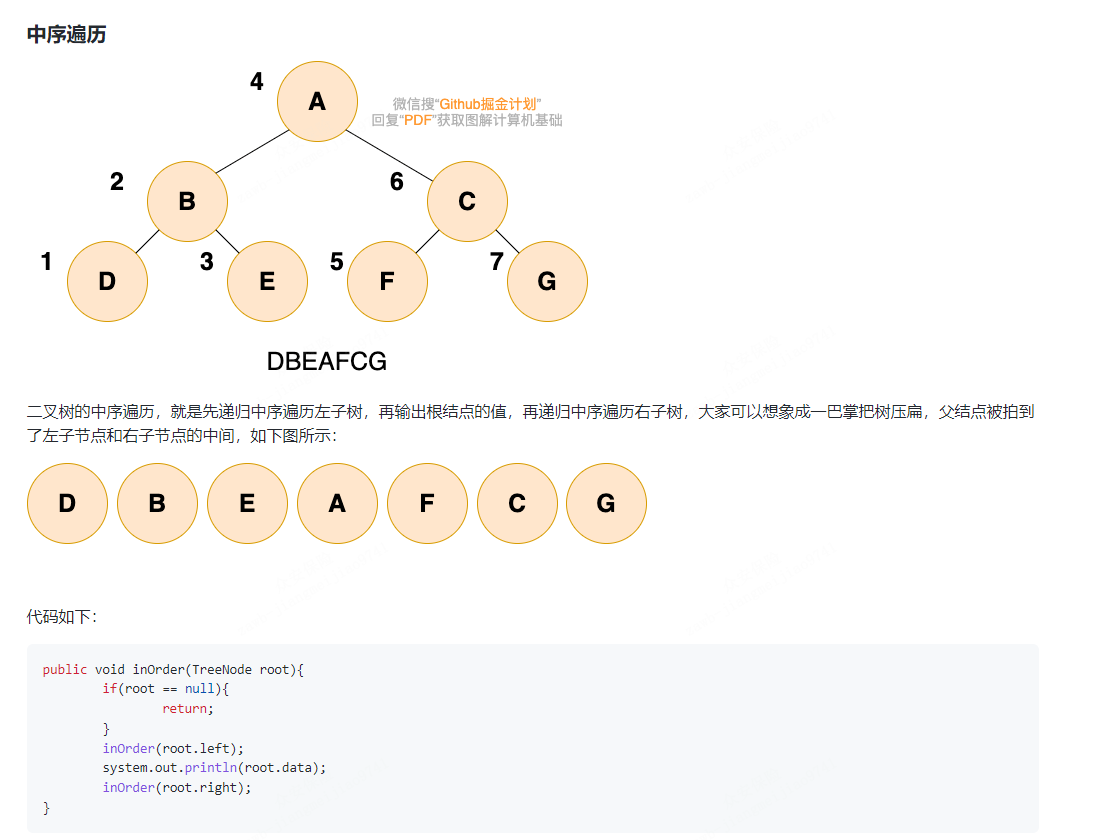 中序遍历
4
A
微信搜“Github掘金计划”
回复“PDF”获取图解计算机基础
2
B
6
C
1
D
3
E
5
F
7
G
DBEAFCG
二叉树的中序遍历，就是先递归中序遍历左子树，再输出根结点的值，再递归中序遍历右子树，大家可以想象成一巴掌把树压扁，父结点被拍到
了左子节点和右子节点的中间，如下图所示：
D B E A F C G
代码如下：
public void inOrder(TreeNode root){
if(root == null){
return;
}
inOrder(root.left);
system.out.println(root.data);
inOrder(root.right);
}